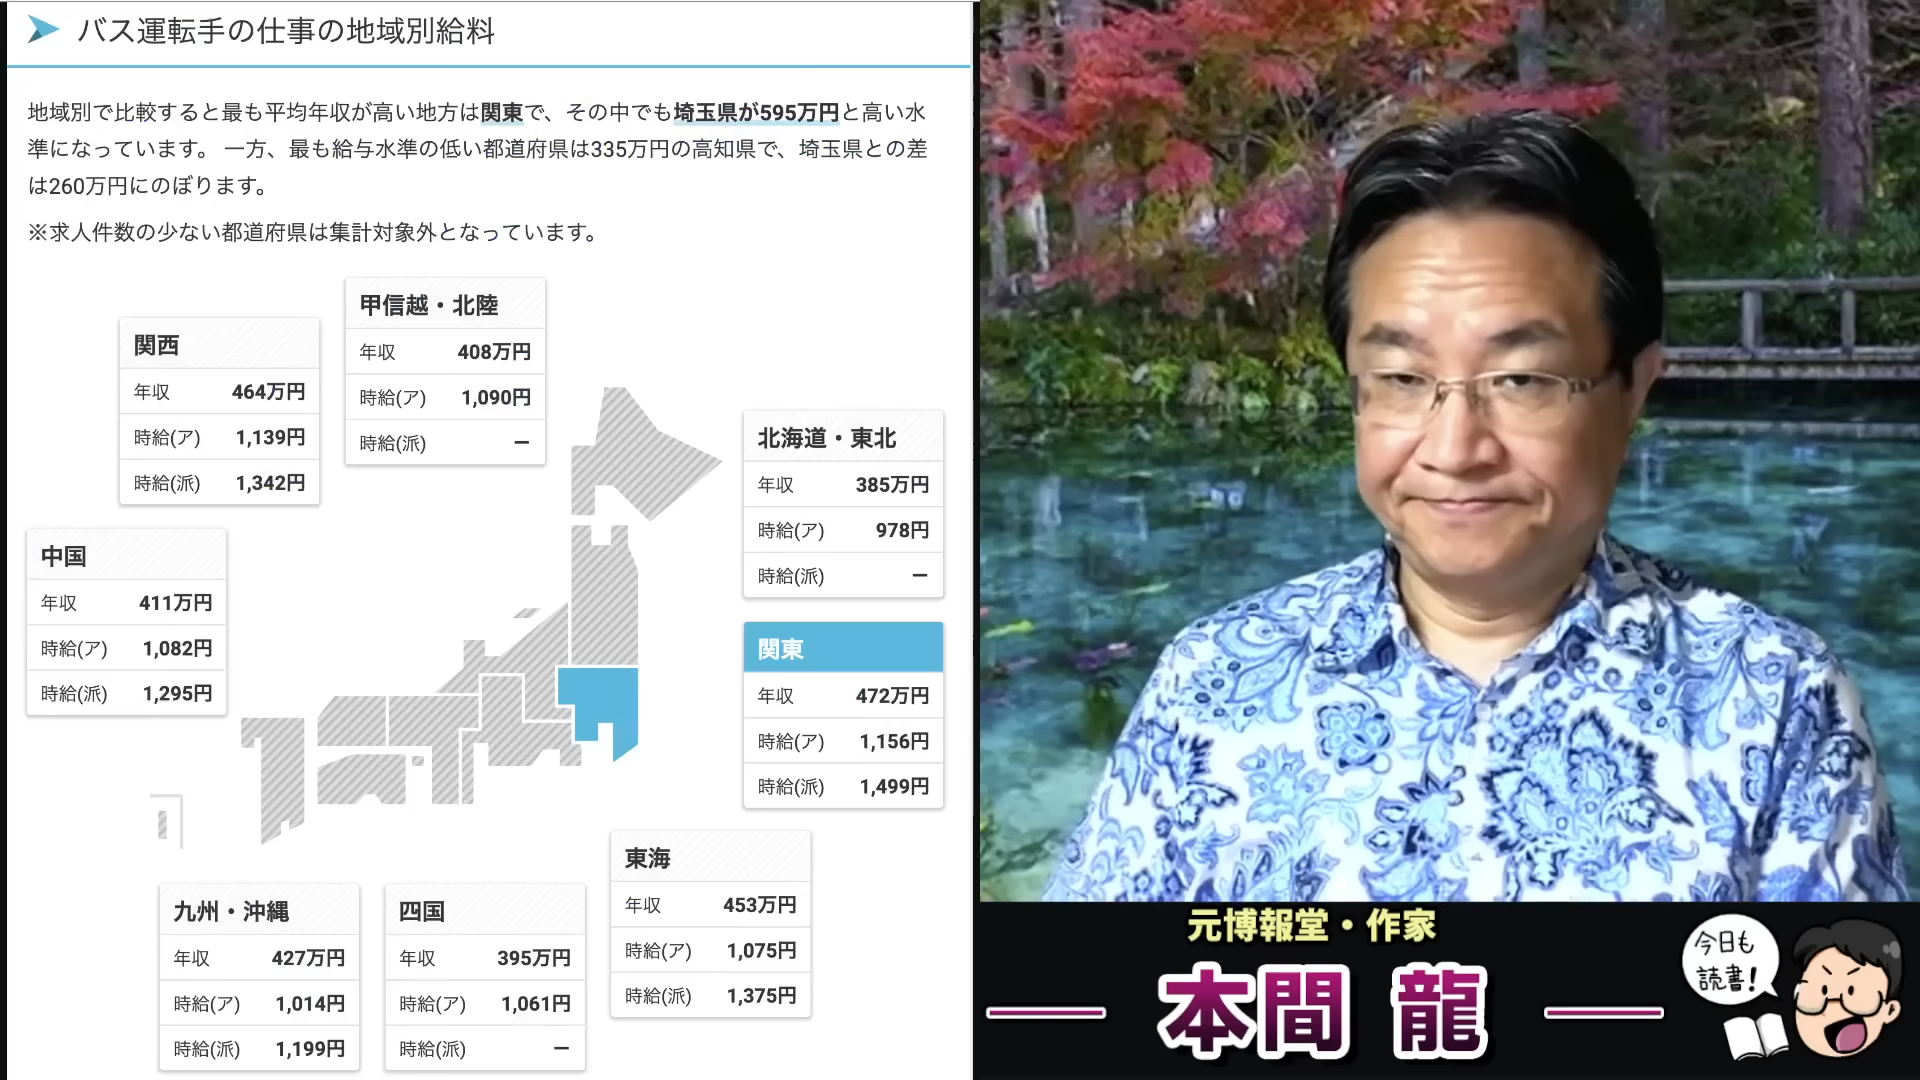 バス運転手の仕事の地域別給料
地域別で比較すると最も平均年収が高い地方は関東で、その中でも埼玉県が595万円と高い水
準になっています。 一方、最も給与水準の低い都道府県は335万円の高知県で、埼玉県との差
は260万円にのぼります。
※求人件数の少ない都道府県は集計対象外となっています。
甲信越・北陸
年収 408万円
時給(ア) 1,090円
時給(派) ー
関西
年収 464万円
時給(ア) 1,139円
時給(派) 1,342円
北海道・東北
年収 385万円
時給(ア) 978円
時給(派) ー
中国
年収 411万円
時給(ア) 1,082円
時給(派) 1,295円
関東
年収 472万円
時給(ア) 1,156円
時給(派) 1,499円
東海
年収 453万円
時給(ア) 1,075円
時給(派) 1,375円
九州・沖縄
年収 427万円
時給(ア) 1,014円
時給(派) 1,199円
四国
年収 395万円
時給(ア) 1,061円
時給(派) ー
元博報堂・作家
本間 龍
今日も
読書!